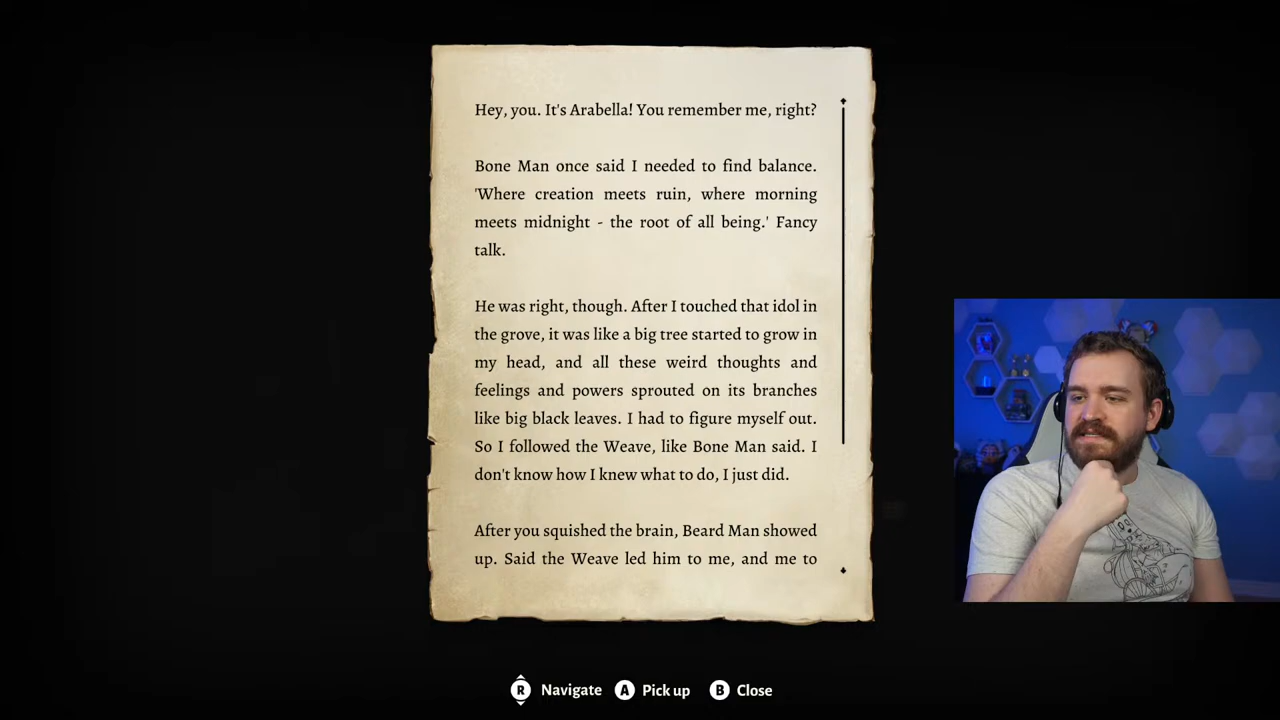 Hey, you. It's Arabella! You remember me, right?
Bone Man once said I needed to find balance.
'Where creation meets ruin, where morning
meets midnight - the root of all being.' Fancy
talk.
He was right, though. After I touched that idol in
the grove, it was like a big tree started to grow in
my head, and all these weird thoughts and
feelings and powers sprouted on its branches
like big black leaves. I had to figure myself out.
So I followed the Weave, like Bone Man said. I
don't know how I knew what to do, I just did.
After you squished the brain, Beard Man showed
up. Said the Weave led him to me, and me to
R Navigate A Pick up B Close